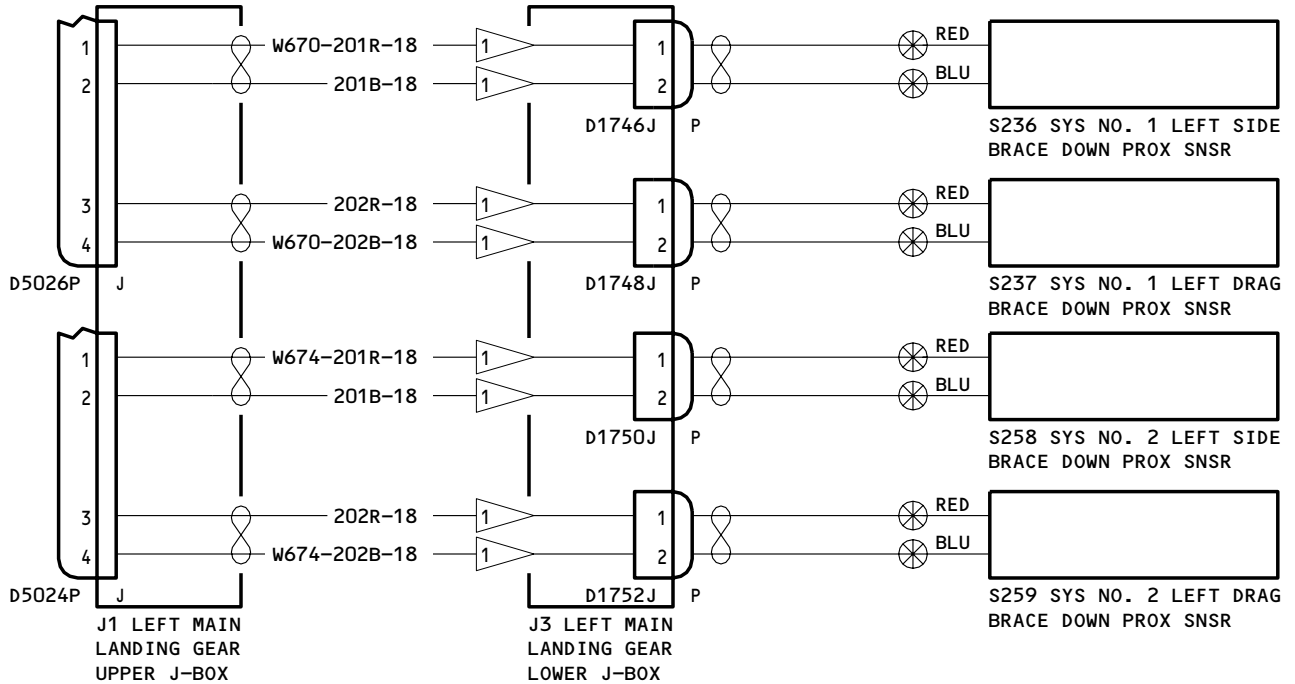 1 W670-201R-18 1 1 RED
2 201B-18 1 2 BLU
D1746J P
S236 SYS NO. 1 LEFT SIDE
BRACE DOWN PROX SNSR
3 202R-18 1 1 RED
4 W670-202B-18 1 2 BLU
D5026P J D1748J P
S237 SYS NO. 1 LEFT DRAG
BRACE DOWN PROX SNSR
1 W674-201R-18 1 1 RED
2 201B-18 1 2 BLU
D1750J P
S258 SYS NO. 2 LEFT SIDE
BRACE DOWN PROX SNSR
3 202R-18 1 1 RED
4 W674-202B-18 1 2 BLU
D5024P J D1752J P
S259 SYS NO. 2 LEFT DRAG
BRACE DOWN PROX SNSR
J1 LEFT MAIN
LANDING GEAR
UPPER J-BOX
J3 LEFT MAIN
LANDING GEAR
LOWER J-BOX